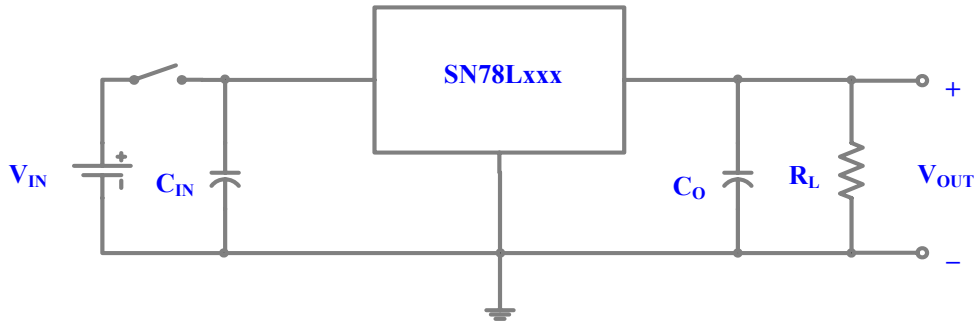 SN78Lxxx
+
V_IN
C_IN
C_O
R_L
V_OUT
−